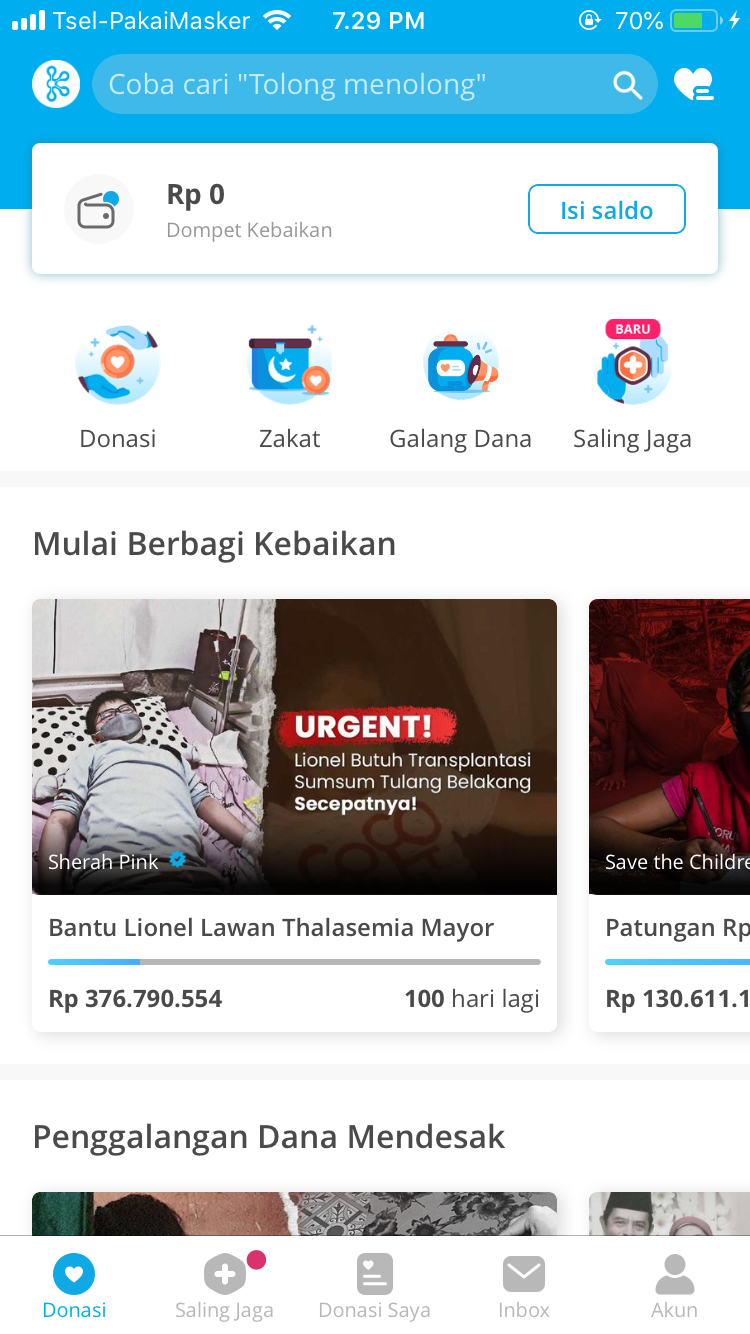 Tsel-PakaiMasker 7.29 PM 70%
Coba cari "Tolong menolong"
Rp 0
Dompet Kebaikan
Isi saldo
BARU
Donasi Zakat Galang Dana Saling Jaga
Mulai Berbagi Kebaikan
URGENT!
Lionel Butuh Transplantasi
Sumsum Tulang Belakang
Secepatnya!
Sherah Pink
Bantu Lionel Lawan Thalasemia Mayor
Rp 376.790.554 100 hari lagi
Save the Childre
Patungan Rp
Rp 130.611.1
Penggalangan Dana Mendesak
Donasi Saling Jaga Donasi Saya Inbox Akun